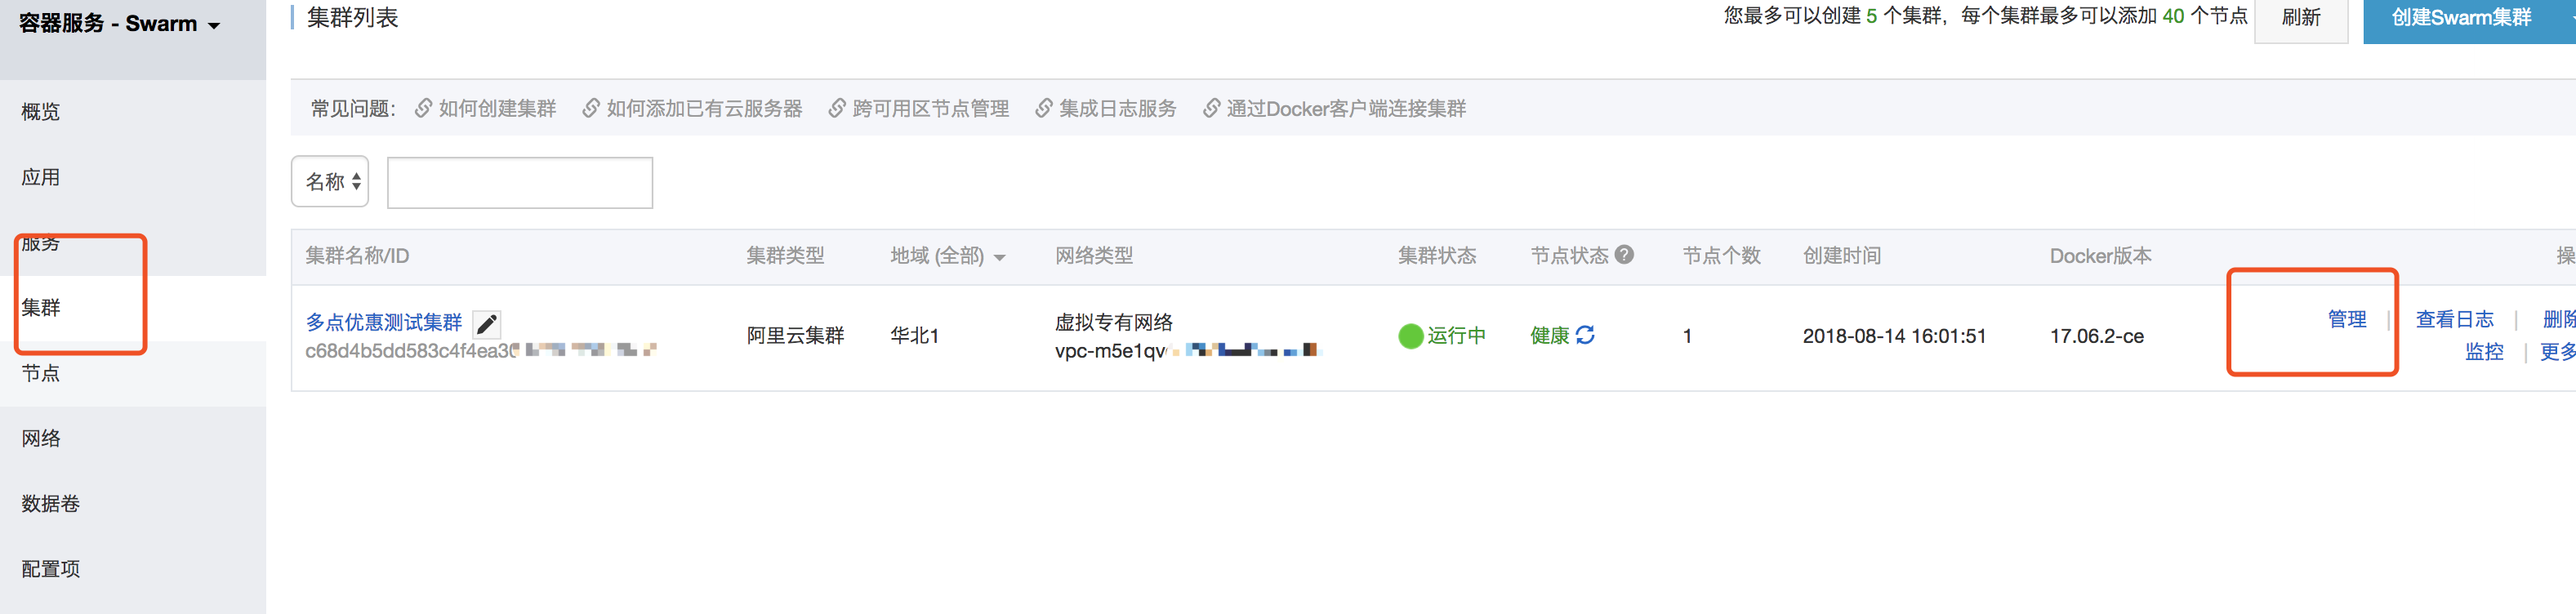 容器服务 - Swarm
概览
应用
服务
集群
节点
网络
数据卷
配置项
集群列表
您最多可以创建 5 个集群，每个集群最多可以添加 40 个节点
刷新
创建Swarm集群
常见问题： 如何创建集群 如何添加已有云服务器 跨可用区节点管理 集成日志服务 通过Docker客户端连接集群
名称
集群名称/ID 集群类型 地域 (全部) 网络类型 集群状态 节点状态 节点个数 创建时间 Docker版本 操
多点优惠测试集群
c68d4b5dd583c4f4ea3
阿里云集群
华北1
虚拟专有网络
vpc-m5e1qv
运行中
健康
1
2018-08-14 16:01:51
17.06.2-ce
管理 | 查看日志 | 删除
监控 | 更多